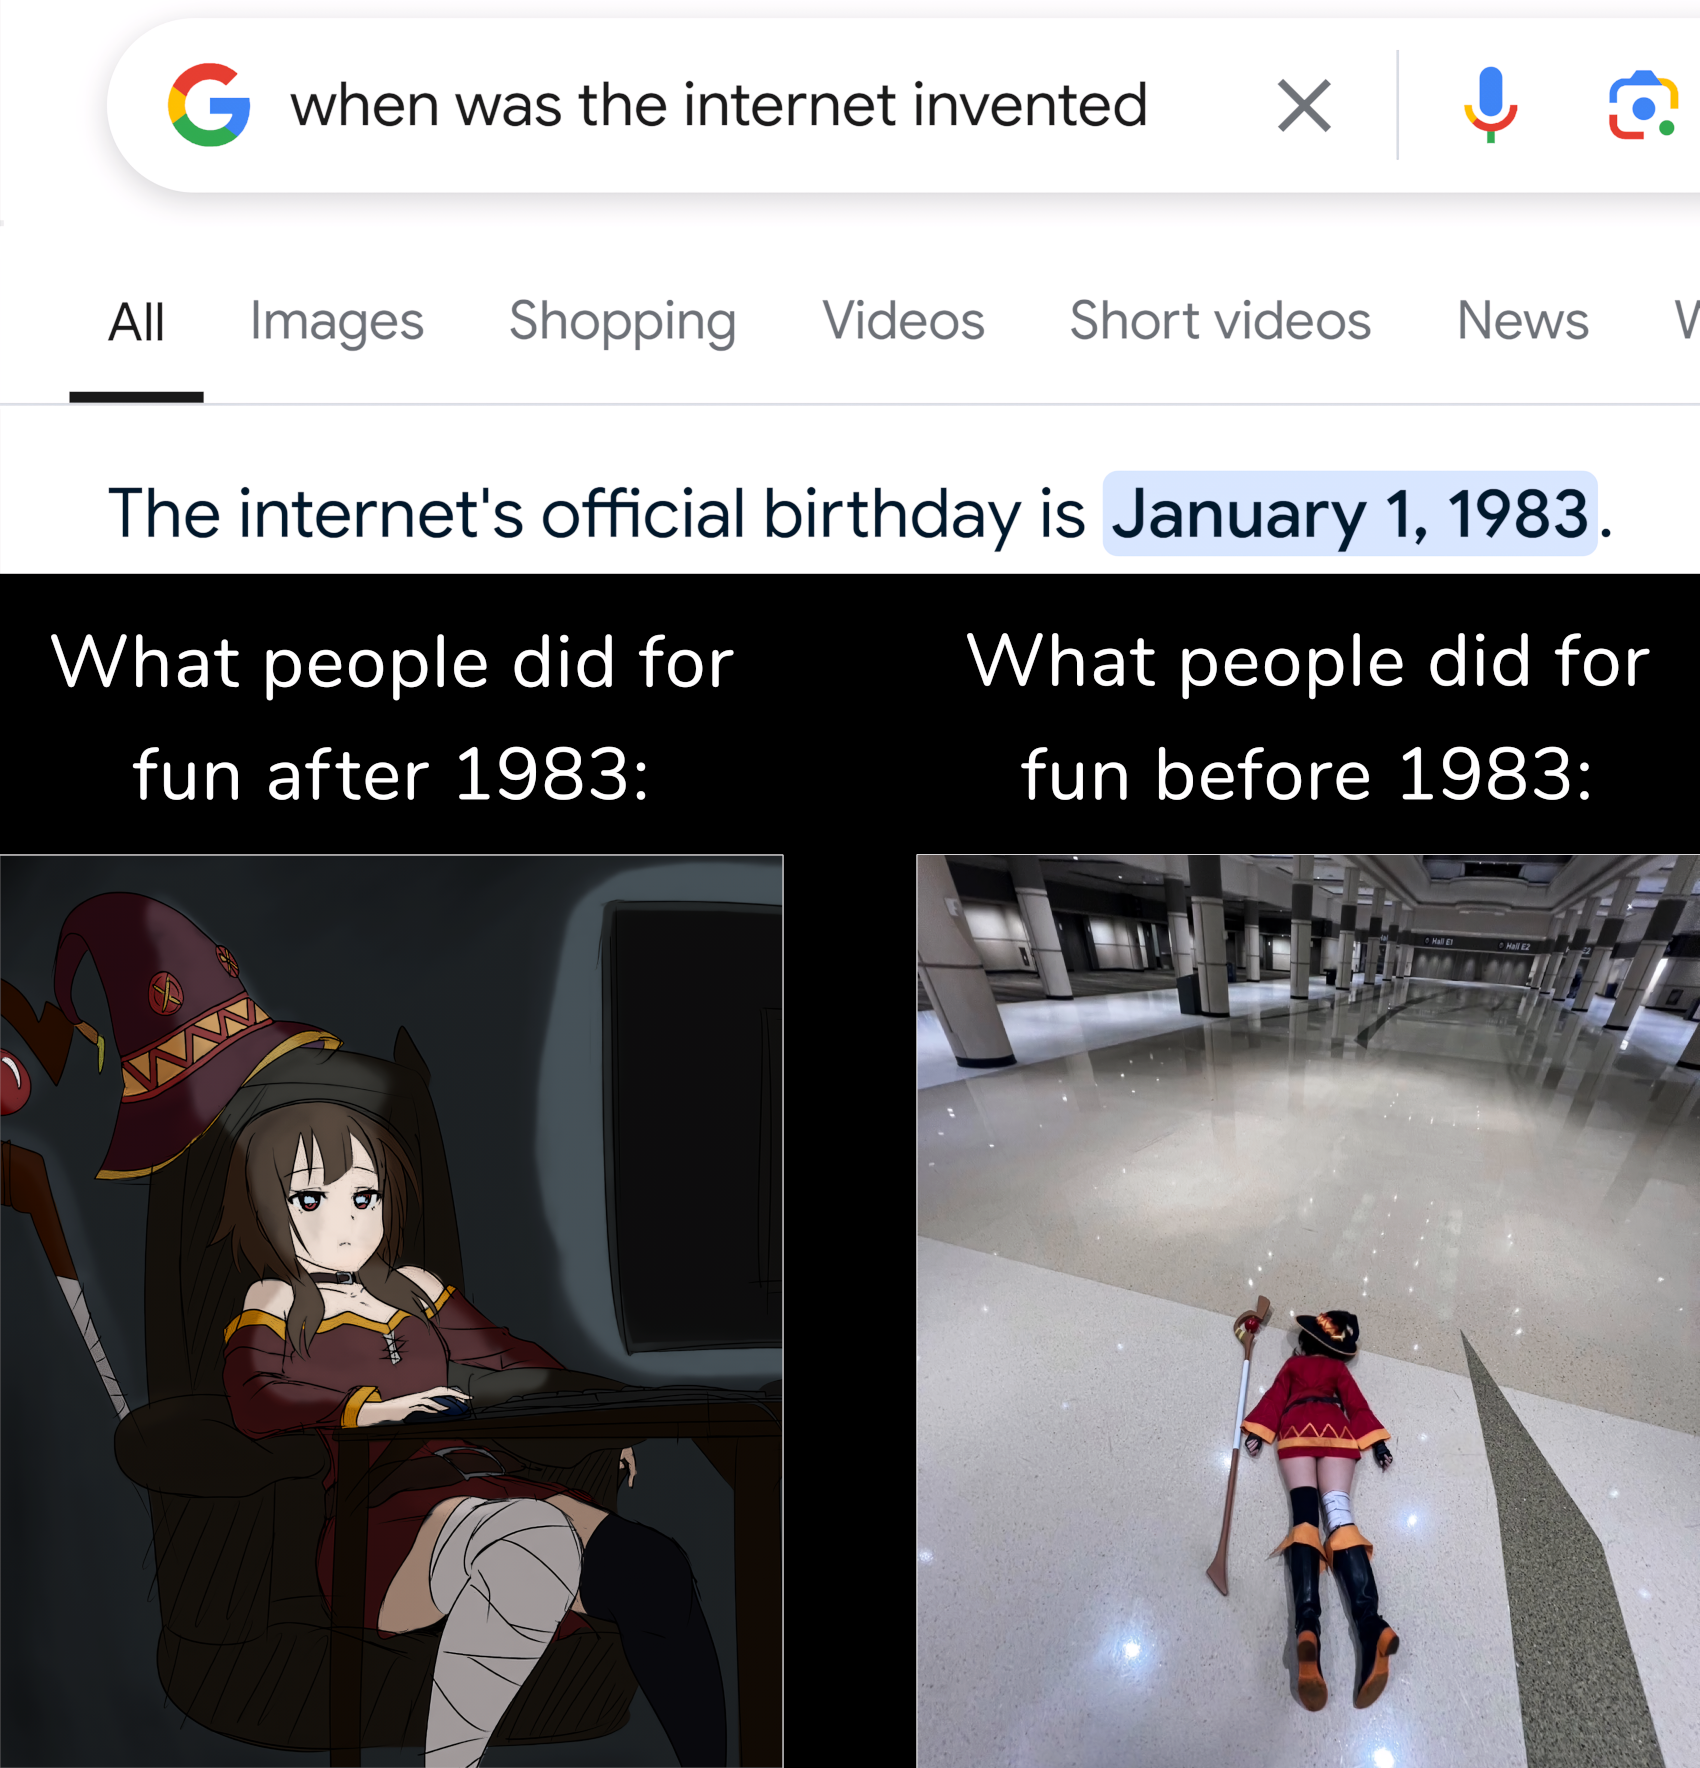 when was the internet invented
All Images Shopping Videos Short videos News
The internet's official birthday is January 1, 1983.
What people did for
fun after 1983:
What people did for
fun before 1983:
Hall E1 Hall E2